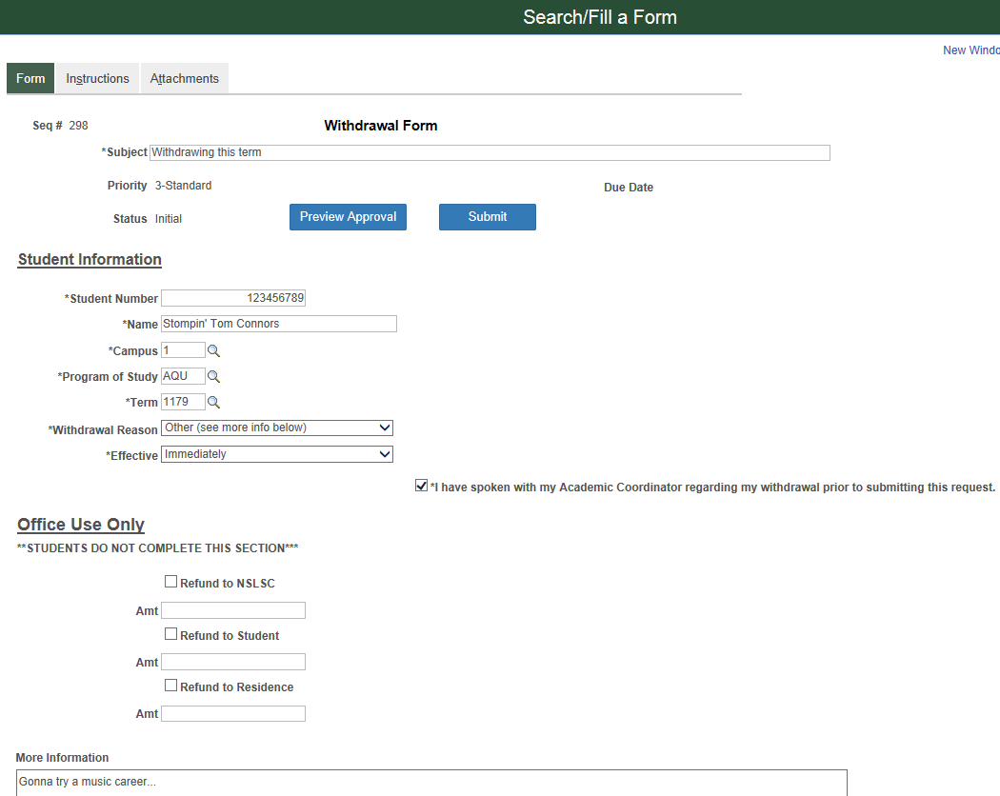 Search/Fill a Form
New Windo
Form Instructions Attachments
Seq # 298 Withdrawal Form
*Subject Withdrawing this term
Priority 3-Standard Due Date
Status Initial Preview Approval Submit
Student Information
*Student Number 123456789
*Name Stompin' Tom Connors
*Campus 1
*Program of Study AQU
*Term 1179
*Withdrawal Reason Other (see more info below)
*Effective Immediately
*I have spoken with my Academic Coordinator regarding my withdrawal prior to submitting this request.
Office Use Only
**STUDENTS DO NOT COMPLETE THIS SECTION***
Refund to NSLSC
Amt
Refund to Student
Amt
Refund to Residence
Amt
More Information
Gonna try a music career...